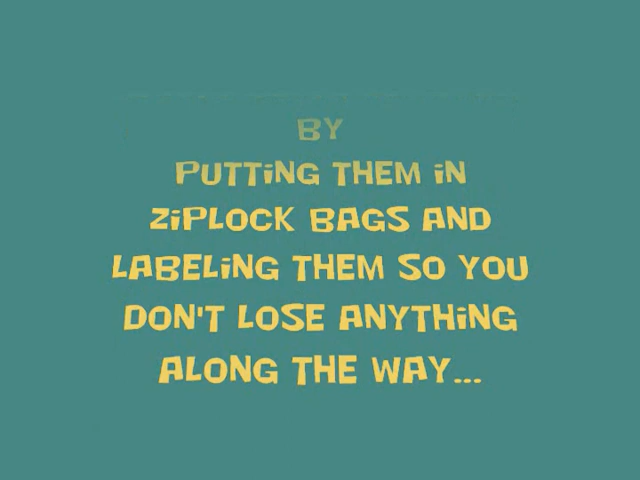 BY
PUTTiNG THEM iN
ZiPLOCK BAGS AND
LABELiNG THEM SO YOU
DON'T LOSE ANYTHiNG
ALONG THE WAY...